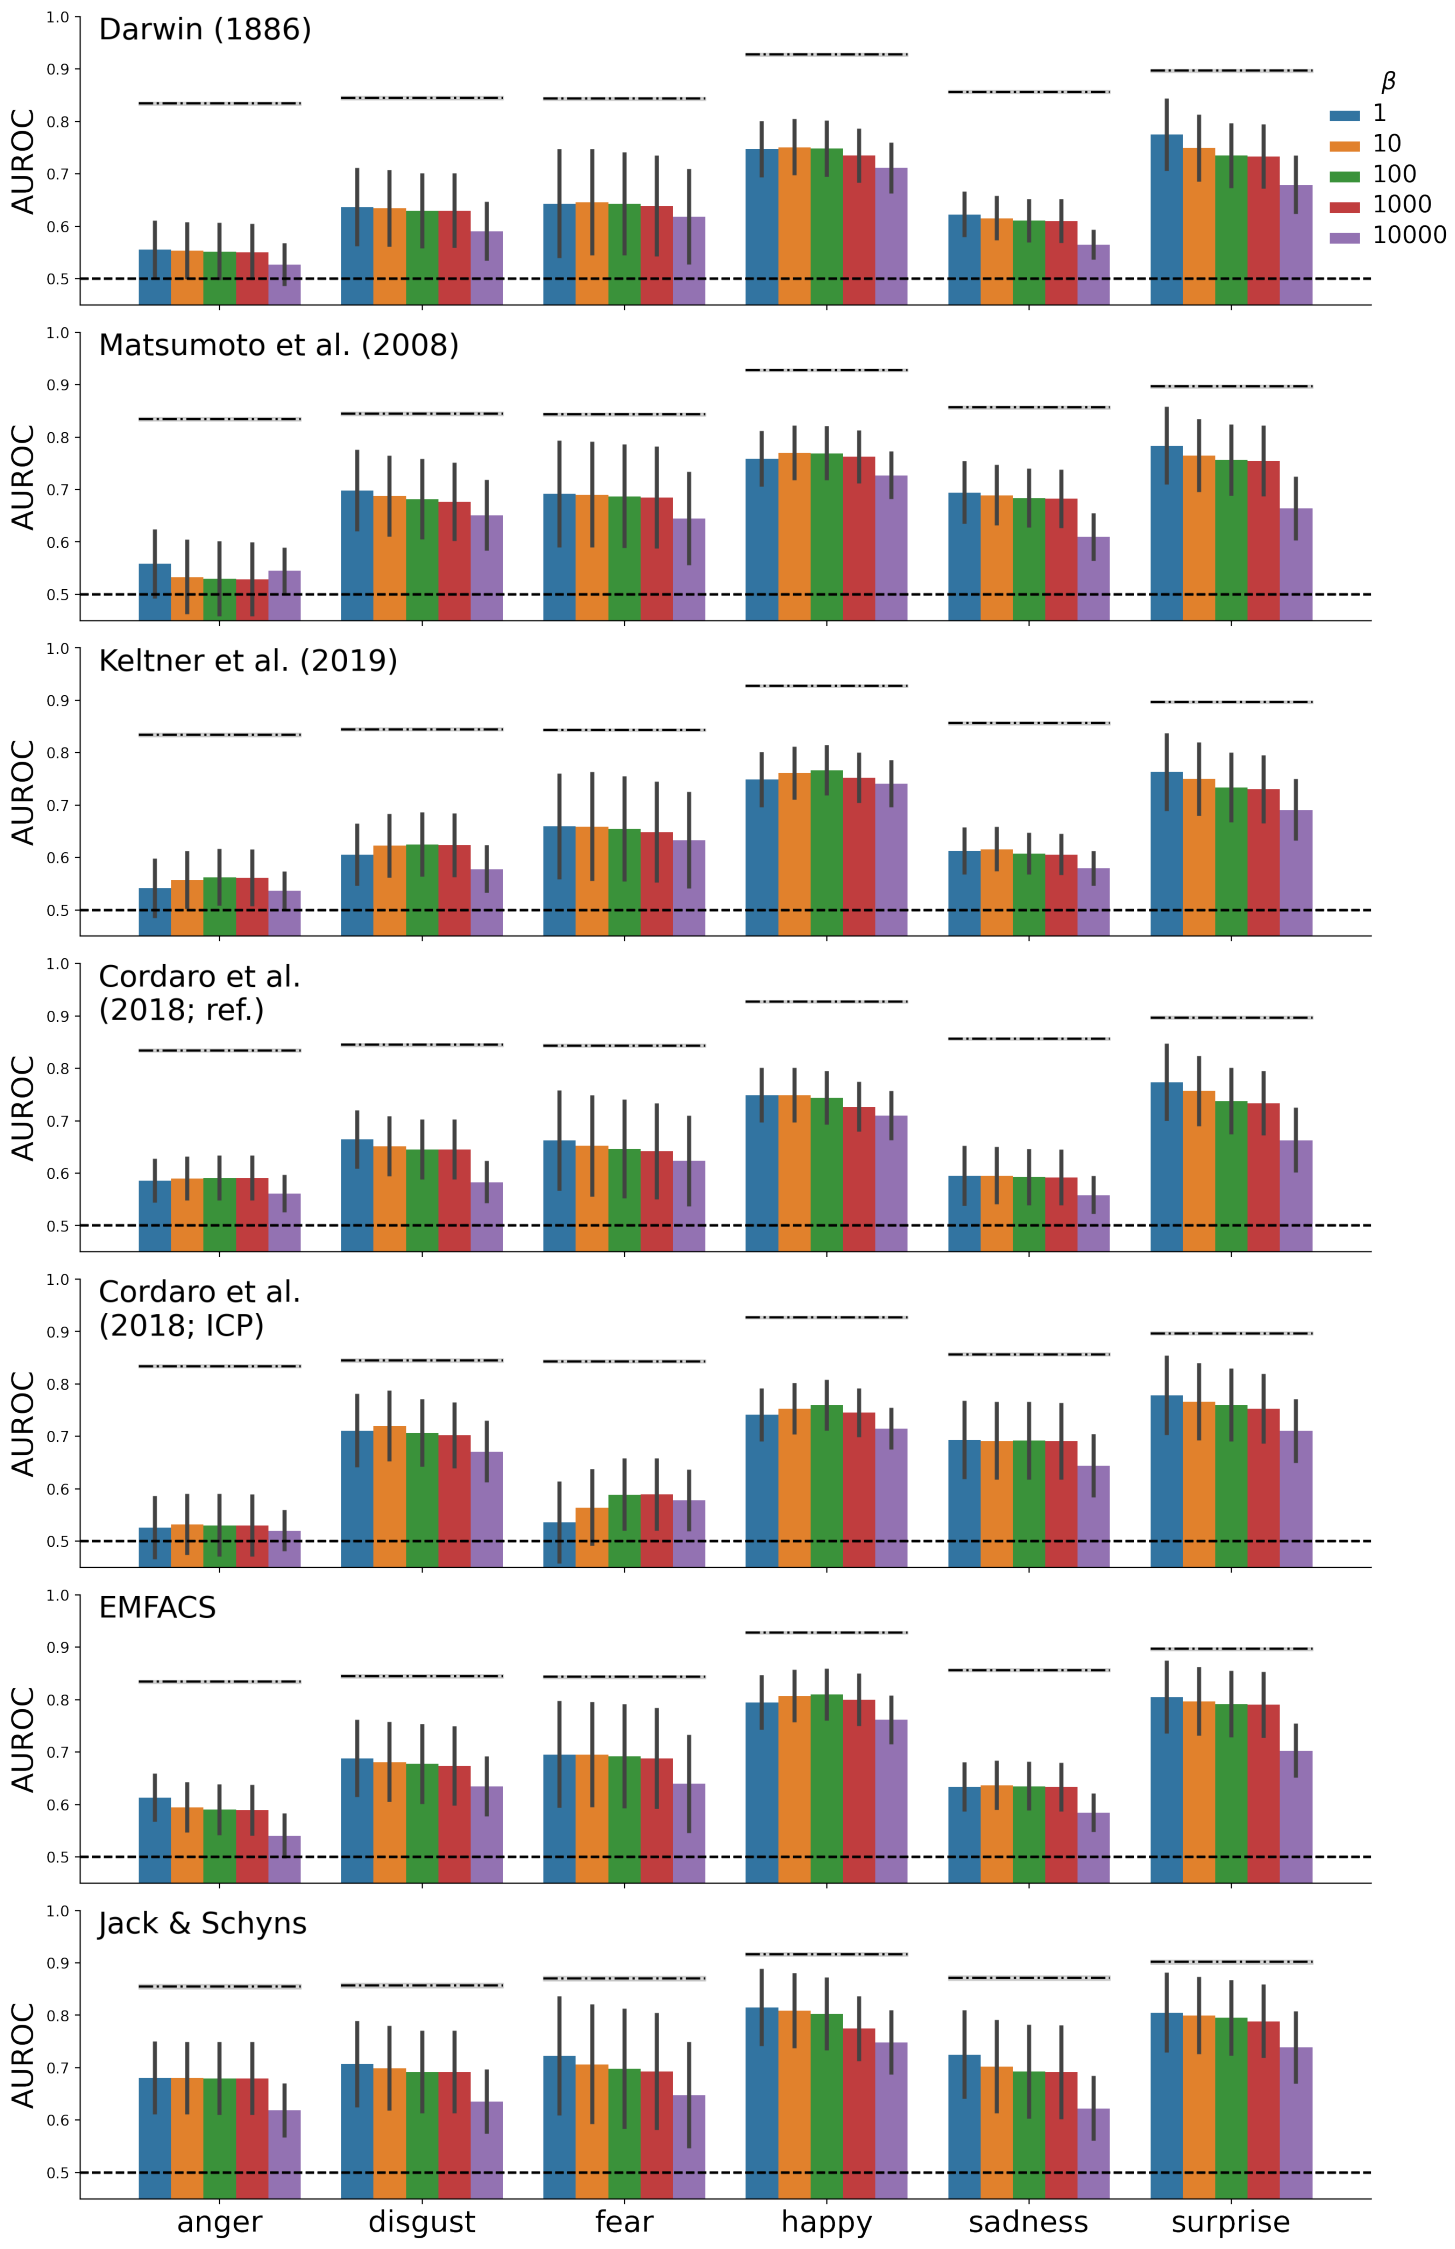 Darwin (1886)
1.0
0.9
0.8
0.7
0.6
0.5
AUROC
β
1
10
100
1000
10000
Matsumoto et al. (2008)
1.0
0.9
0.8
0.7
0.6
0.5
AUROC
Keltner et al. (2019)
1.0
0.9
0.8
0.7
0.6
0.5
AUROC
Cordaro et al.
(2018; ref.)
1.0
0.9
0.8
0.7
0.6
0.5
AUROC
Cordaro et al.
(2018; ICP)
1.0
0.9
0.8
0.7
0.6
0.5
AUROC
EMFACS
1.0
0.9
0.8
0.7
0.6
0.5
AUROC
Jack & Schyns
1.0
0.9
0.8
0.7
0.6
0.5
AUROC
anger disgust fear happy sadness surprise